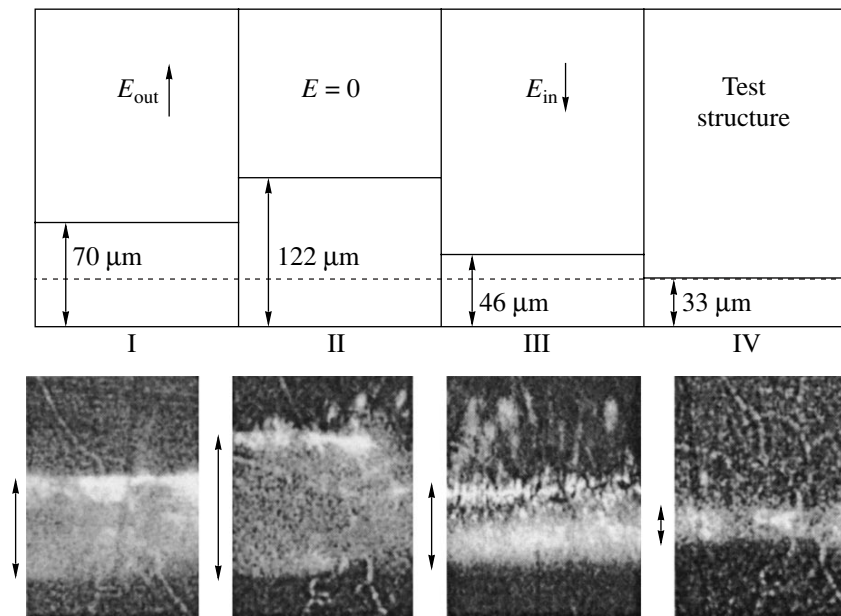 E_out
E = 0
E_in
Test
structure
70 μm
122 μm
46 μm
33 μm
I
II
III
IV